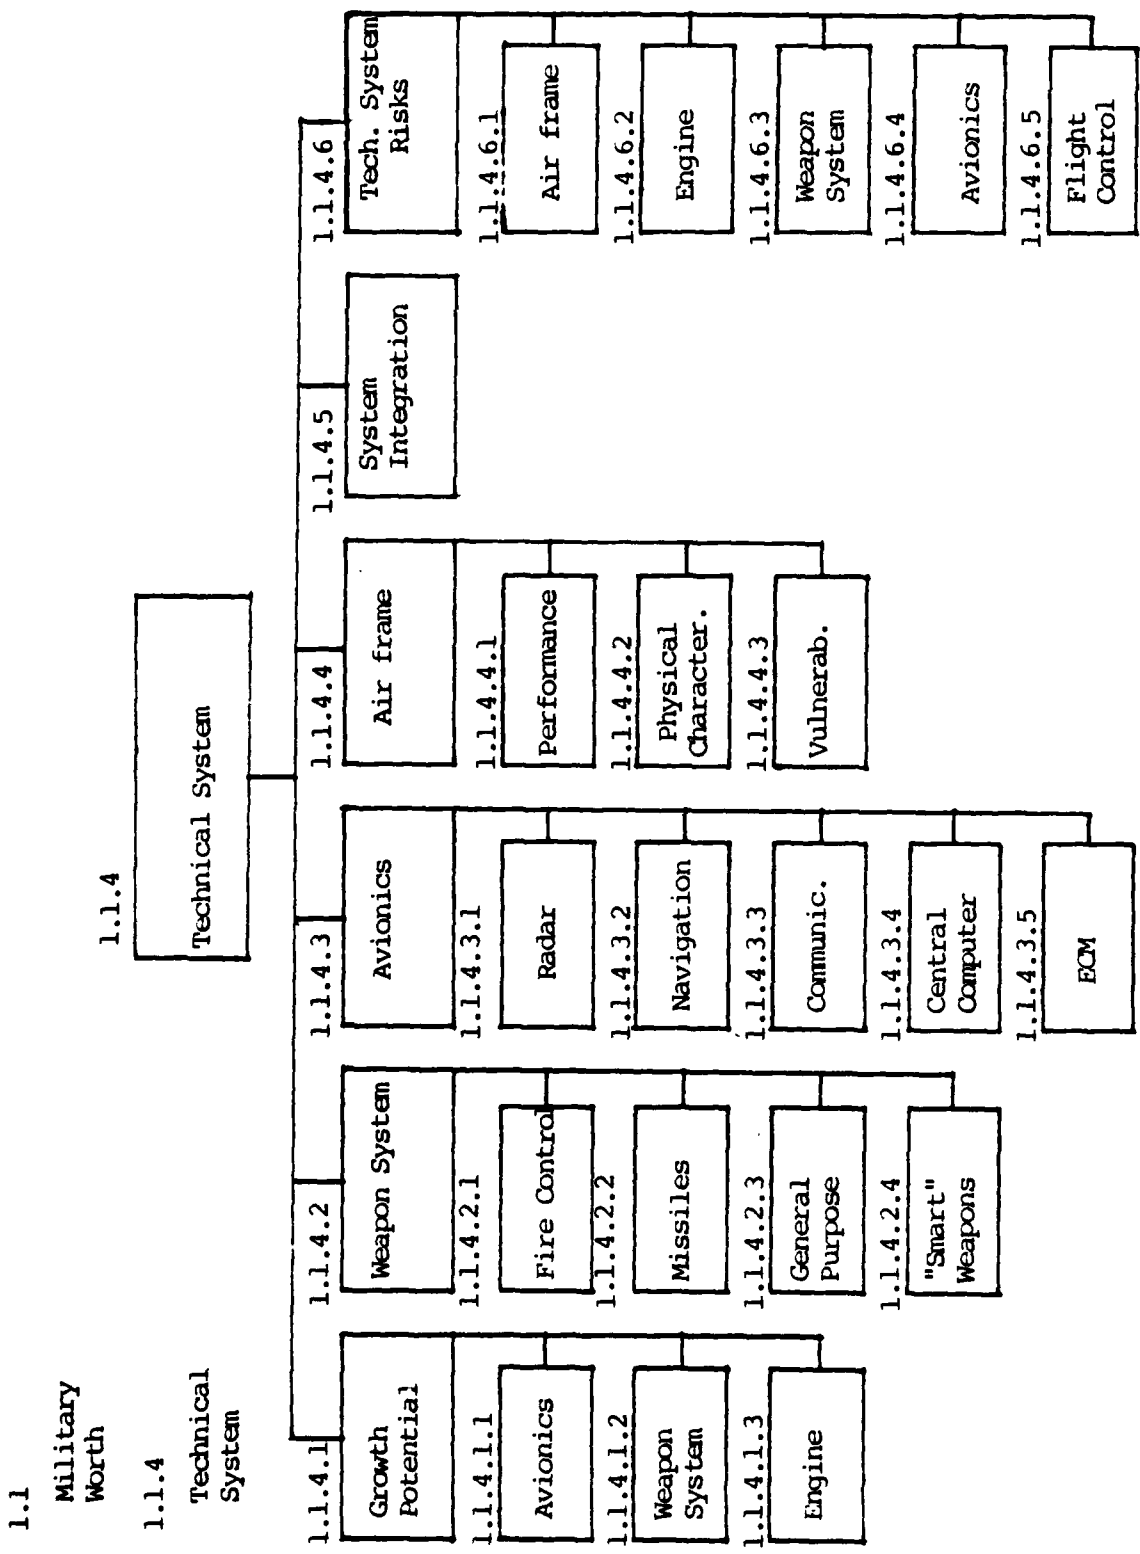 1.1
Military
Worth
1.1.4
Technical
System
1.1.4
Technical System
1.1.4.1
Growth
Potential
1.1.4.1.1
Avionics
1.1.4.1.2
Weapon
System
1.1.4.1.3
Engine
1.1.4.2
Weapon System
1.1.4.2.1
Fire Control
1.1.4.2.2
Missiles
1.1.4.2.3
General
Purpose
1.1.4.2.4
"Smart"
Weapons
1.1.4.3
Avionics
1.1.4.3.1
Radar
1.1.4.3.2
Navigation
1.1.4.3.3
Communic.
1.1.4.3.4
Central
Computer
1.1.4.3.5
ECM
1.1.4.4
Air frame
1.1.4.4.1
Performance
1.1.4.4.2
Physical
Character.
1.1.4.4.3
Vulnerab.
1.1.4.5
System
Integration
1.1.4.6
Tech. System
Risks
1.1.4.6.1
Air frame
1.1.4.6.2
Engine
1.1.4.6.3
Weapon
System
1.1.4.6.4
Avionics
1.1.4.6.5
Flight
Control